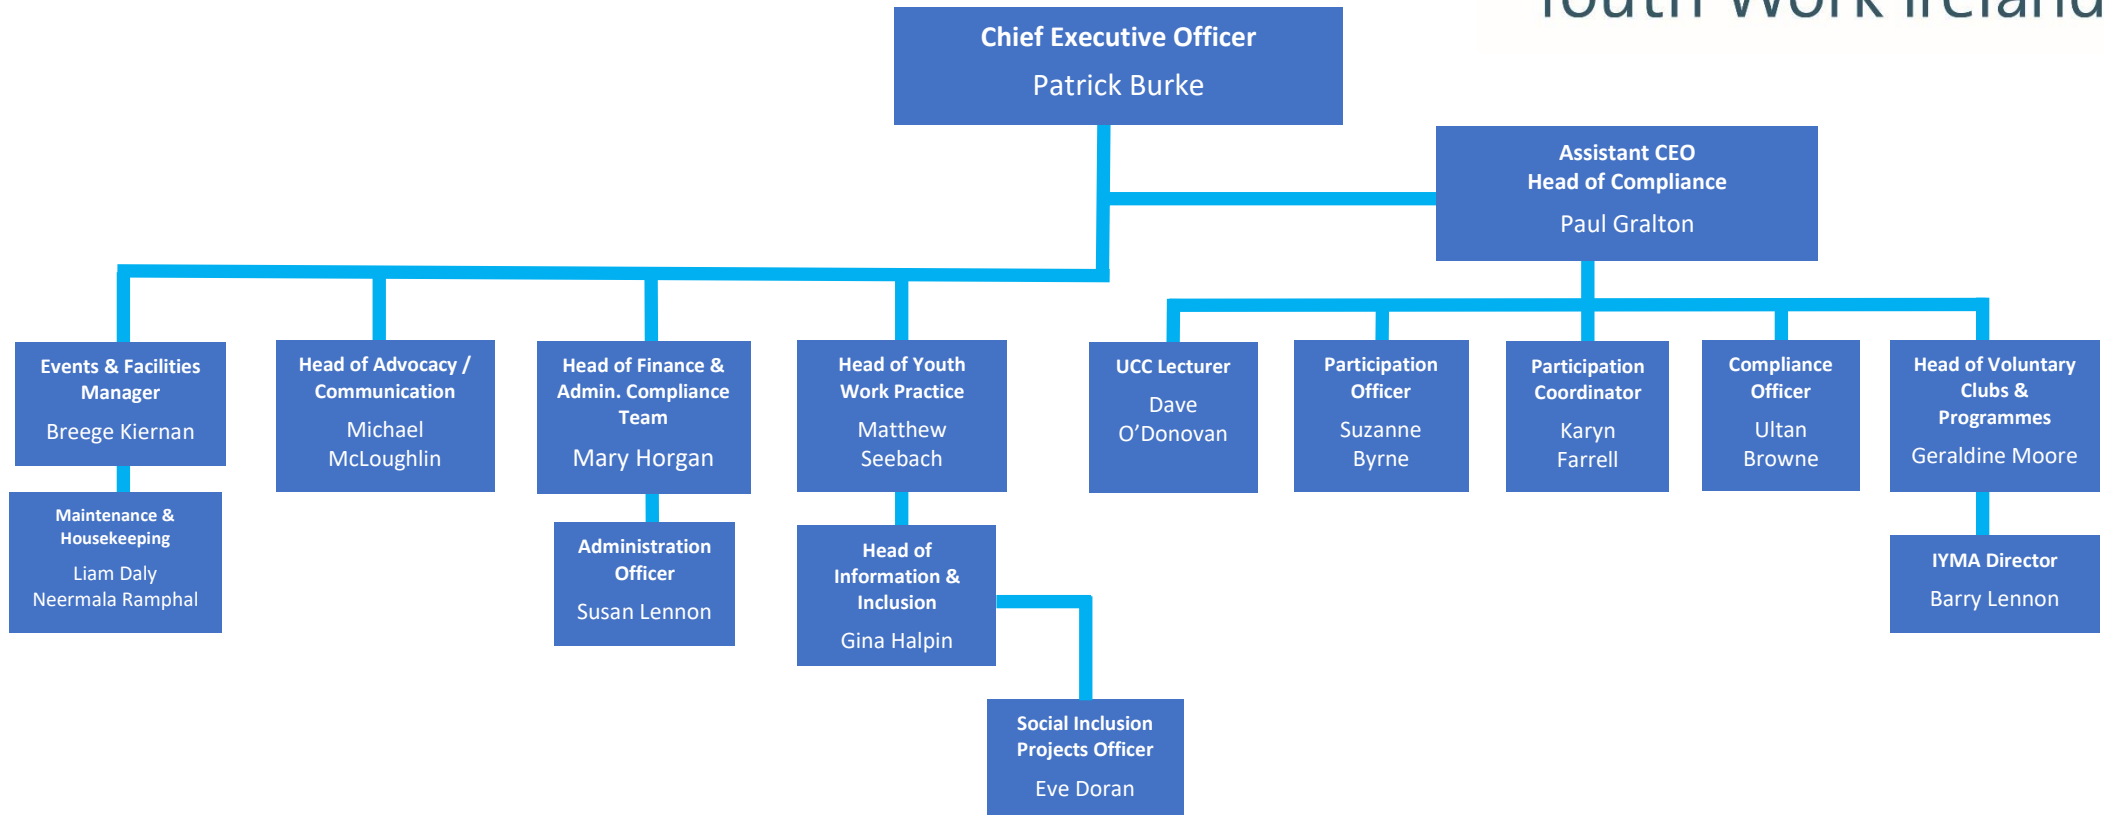 Youth Work Ireland
Chief Executive Officer
Patrick Burke
Assistant CEO
Head of Compliance
Paul Gralton
Events & Facilities
Manager
Breege Kiernan
Head of Advocacy /
Communication
Michael
McLoughlin
Head of Finance &
Admin. Compliance
Team
Mary Horgan
Head of Youth
Work Practice
Matthew
Seebach
UCC Lecturer
Dave
O’Donovan
Participation
Officer
Suzanne
Byrne
Participation
Coordinator
Karyn
Farrell
Compliance
Officer
Ultan
Browne
Head of Voluntary
Clubs &
Programmes
Geraldine Moore
Maintenance &
Housekeeping
Liam Daly
Neermala Ramphal
Administration
Officer
Susan Lennon
Head of
Information &
Inclusion
Gina Halpin
IYMA Director
Barry Lennon
Social Inclusion
Projects Officer
Eve Doran